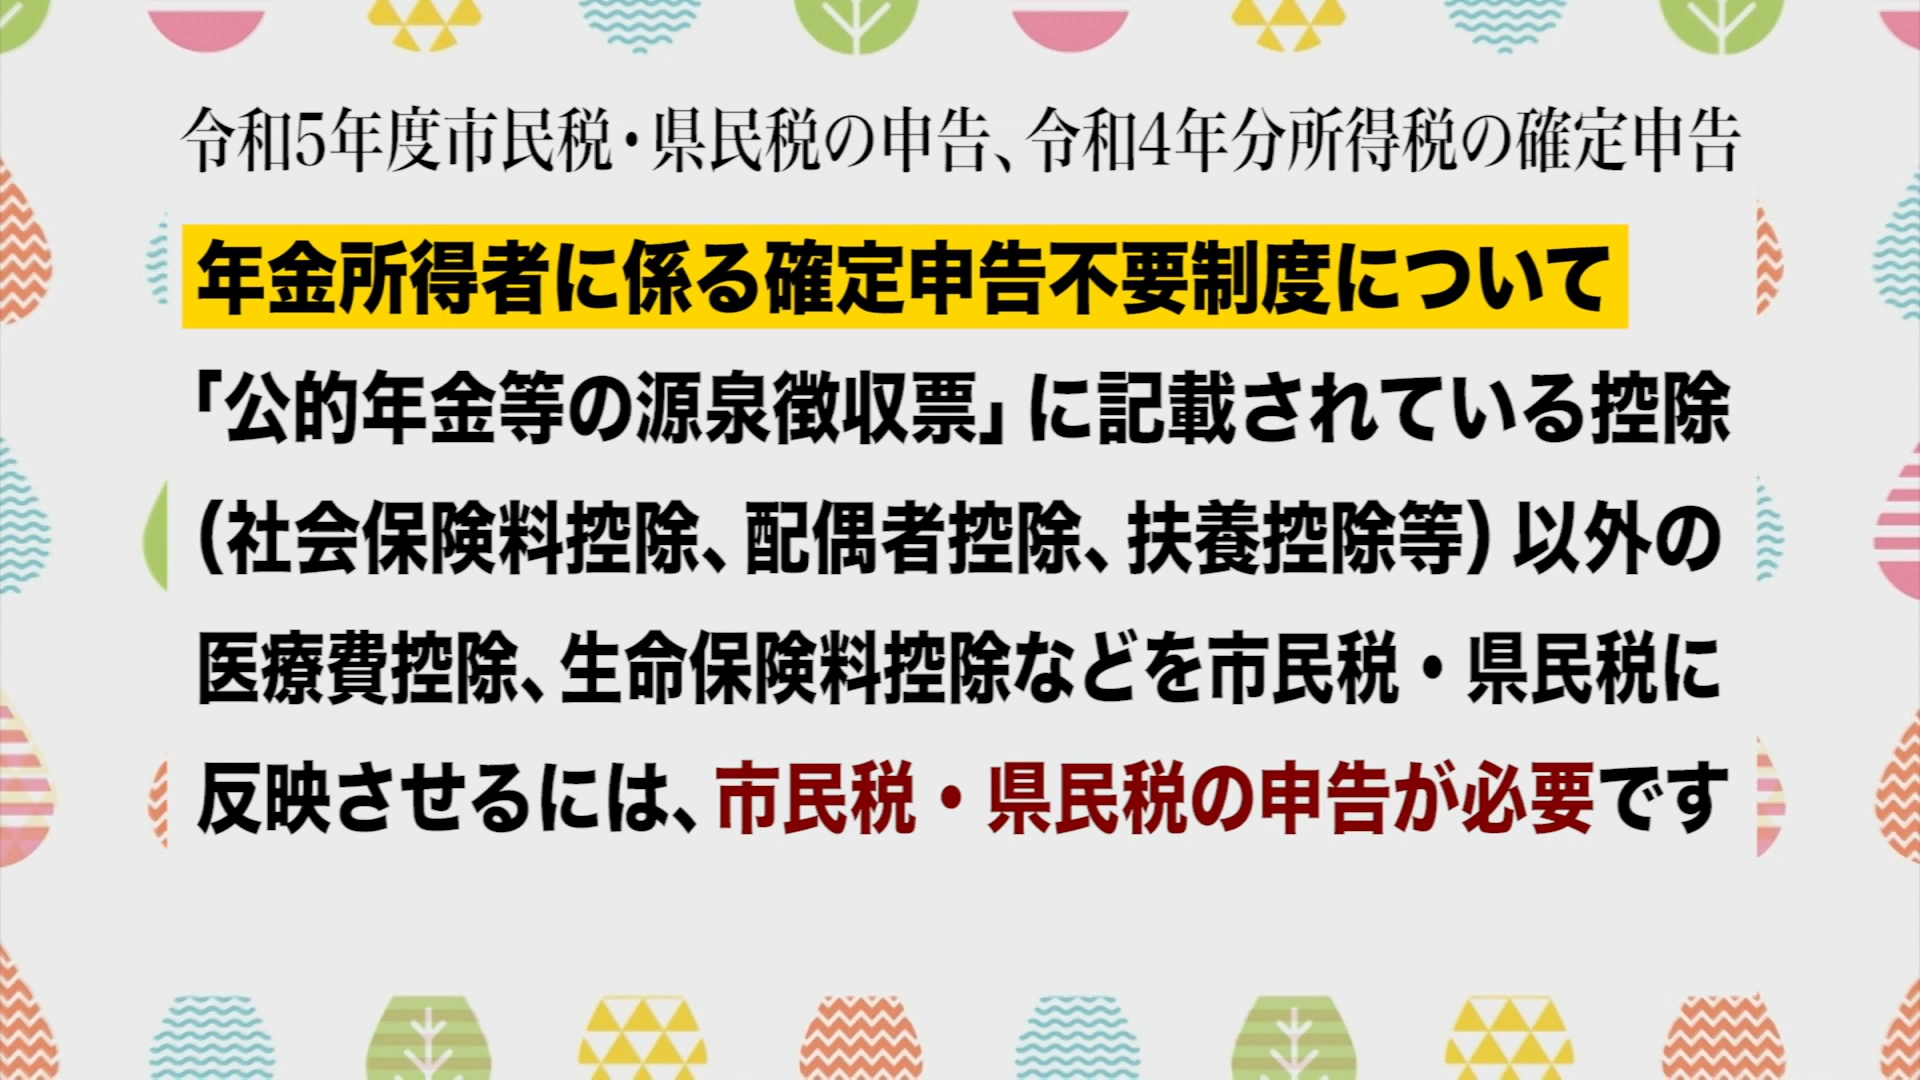 令和5年度市民税・県民税の申告、令和4年分所得税の確定申告
年金所得者に係る確定申告不要制度について
「公的年金等の源泉徴収票」に記載されている控除
（社会保険料控除、配偶者控除、扶養控除等）以外の
医療費控除、生命保険料控除などを市民税・県民税に
反映させるには、市民税・県民税の申告が必要です